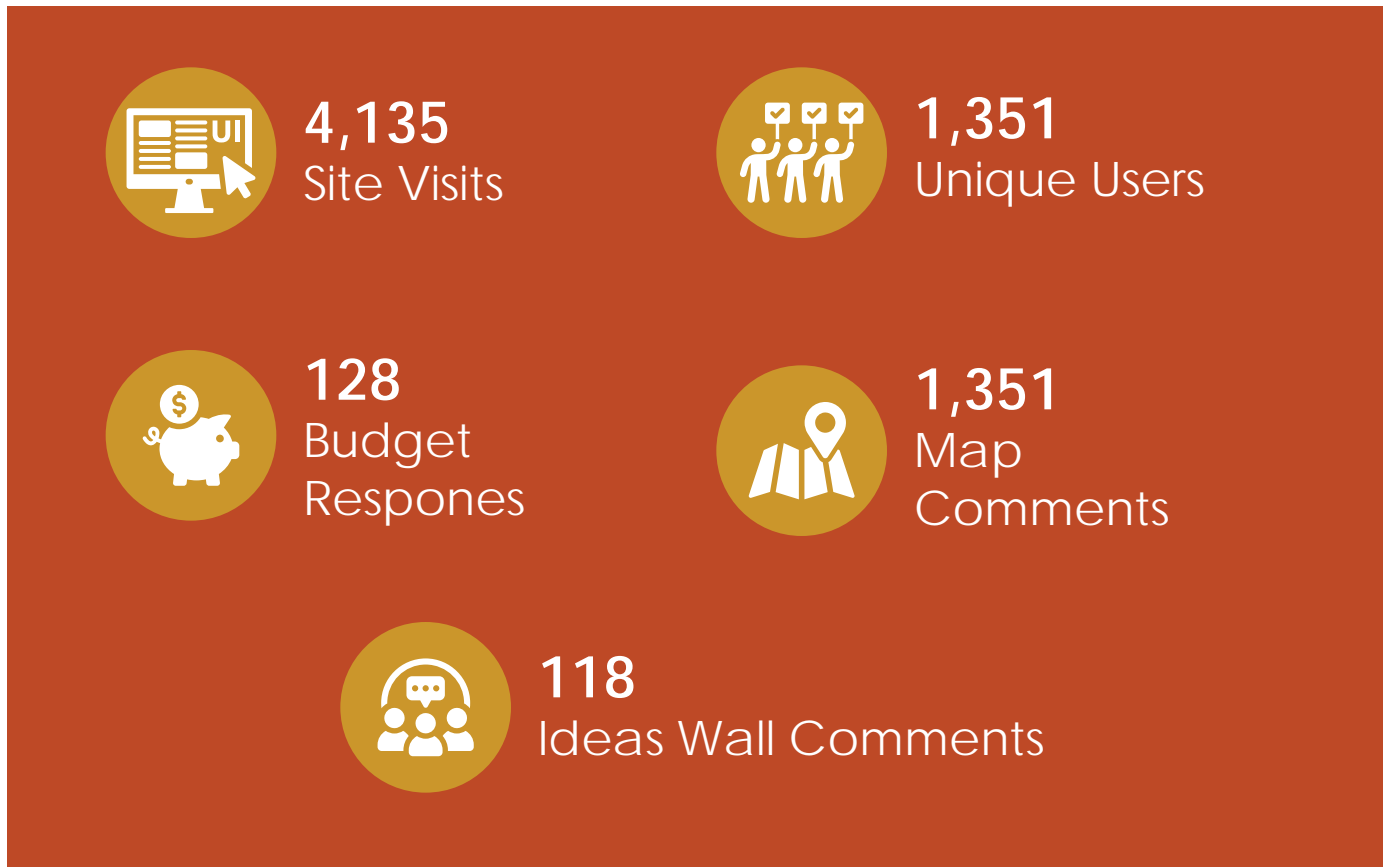 UI
4,135
Site Visits
1,351
Unique Users
$
128
Budget
Respones
1,351
Map
Comments
118
Ideas Wall Comments